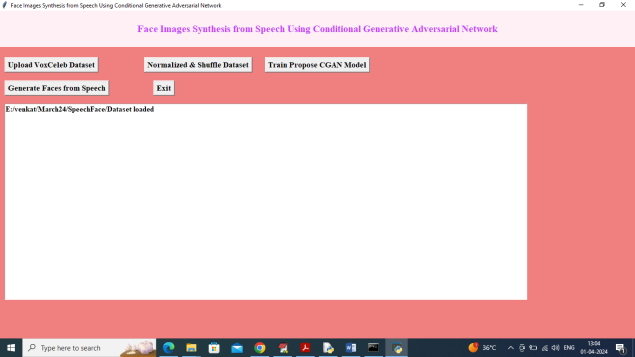 Face Images Synthesis from Speech Using Conditional Generative Adversarial Network
Face Images Synthesis from Speech Using Conditional Generative Adversarial Network
Upload VoxCeleb Dataset
Normalized & Shuffle Dataset
Train Propose CGAN Model
Generate Faces from Speech
Exit
E:/venkat/March24/SpeechFace/Dataset loaded
Type here to search
36°C
ENG
13:04
01-04-2024